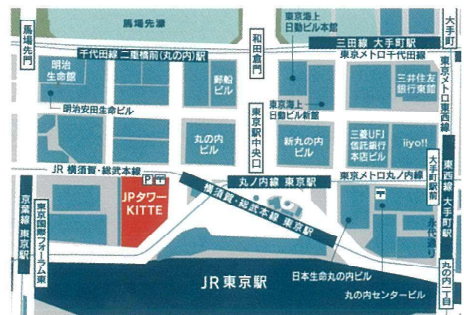 馬場先濠
馬場先門
和田倉門
東京海上
日動ビル本館
大手町
千代田線 二重橋前(丸の内)駅
三田線 大手町駅
東京メトロ千代田線
明治
生命館
郵船
ビル
三井住友
銀行東館
東京メトロ東西線
明治安田生命ビル
東京海上
日動ビル新館
東京駅中央口
丸の内
ビル
新丸の内
ビル
三菱UFJ
信託銀行
本店ビル
iiyo!!
JR 横須賀・総武本線
丸ノ内線 東京駅
東京メトロ丸ノ内線
大手町駅前
東西線 大手町駅
P
JPタワー
KITTE
横須賀・総武本線 東京駅
〒
永代通り
京葉線 東京駅
東京国際フォーラム東
JR 東京駅
日本生命丸の内ビル
丸の内センタービル
丸の内一丁目